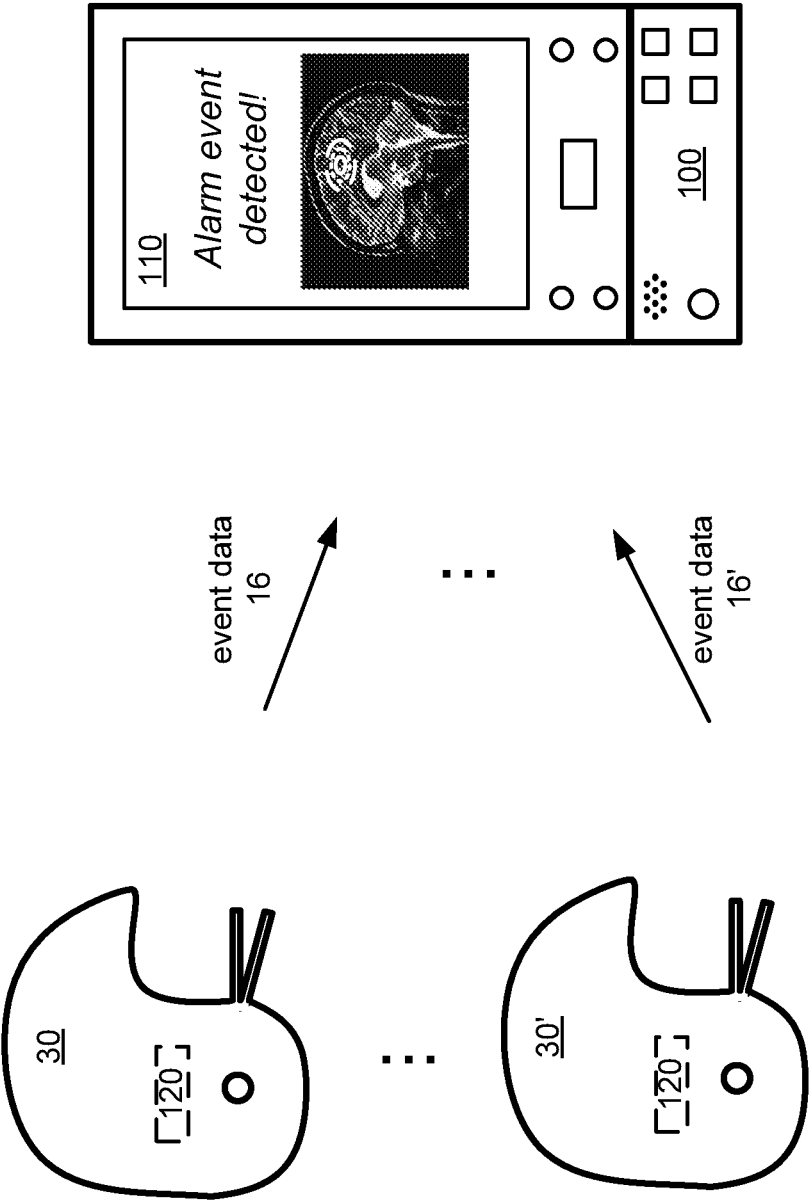 110
Alarm event
detected!
30
120
event data
16
...
...
30'
120
event data
16'
100